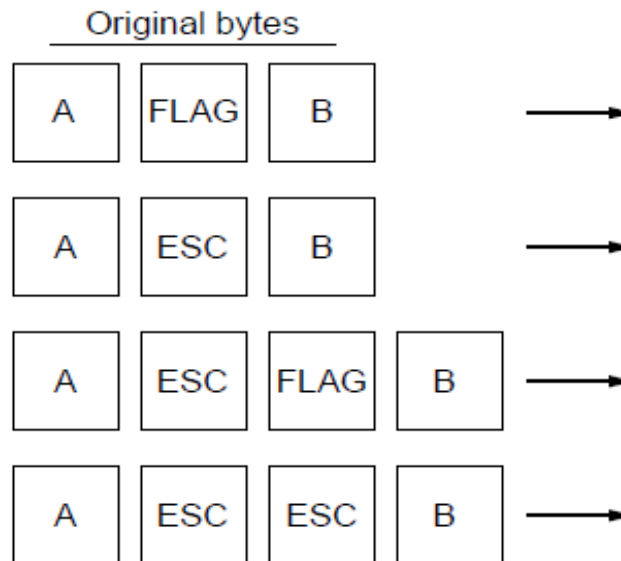 Original bytes
A FLAG B
A ESC B
A ESC FLAG B
A ESC ESC B